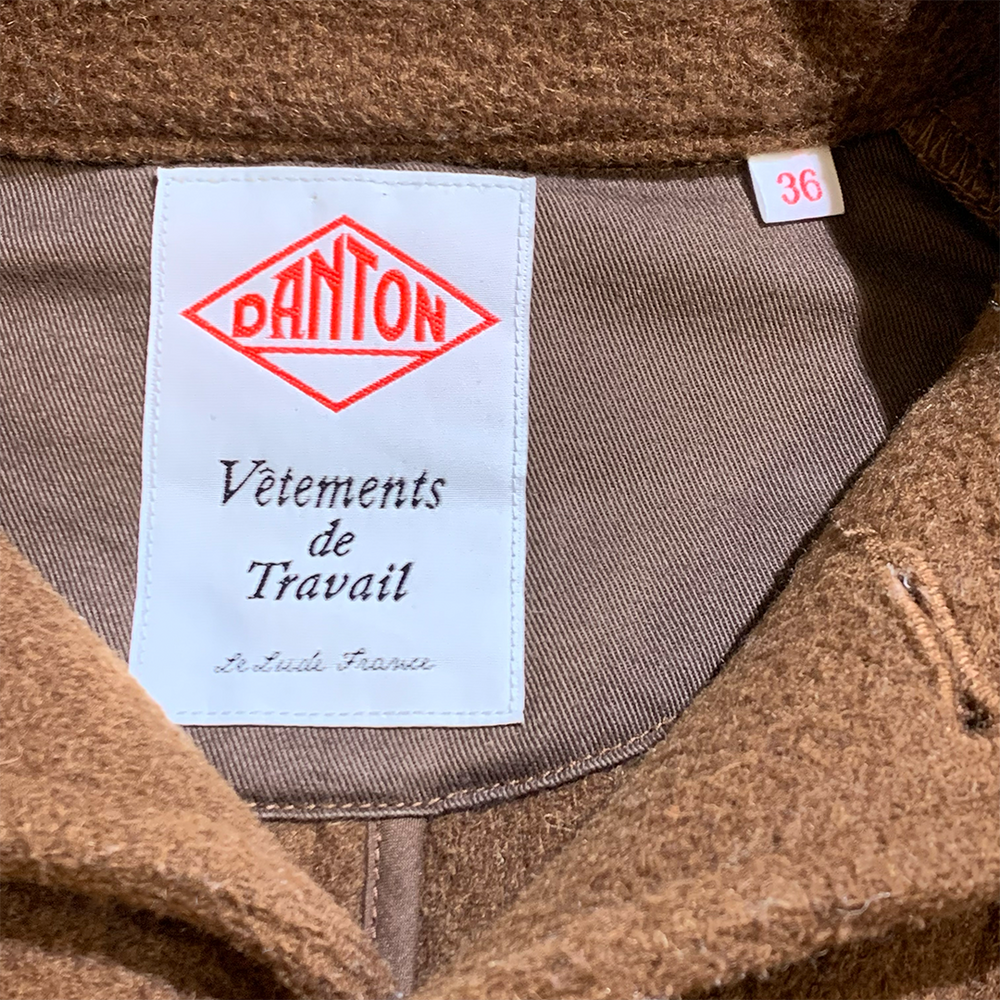 DANTON
36
Vêtements
de
Travail
Le Lude France